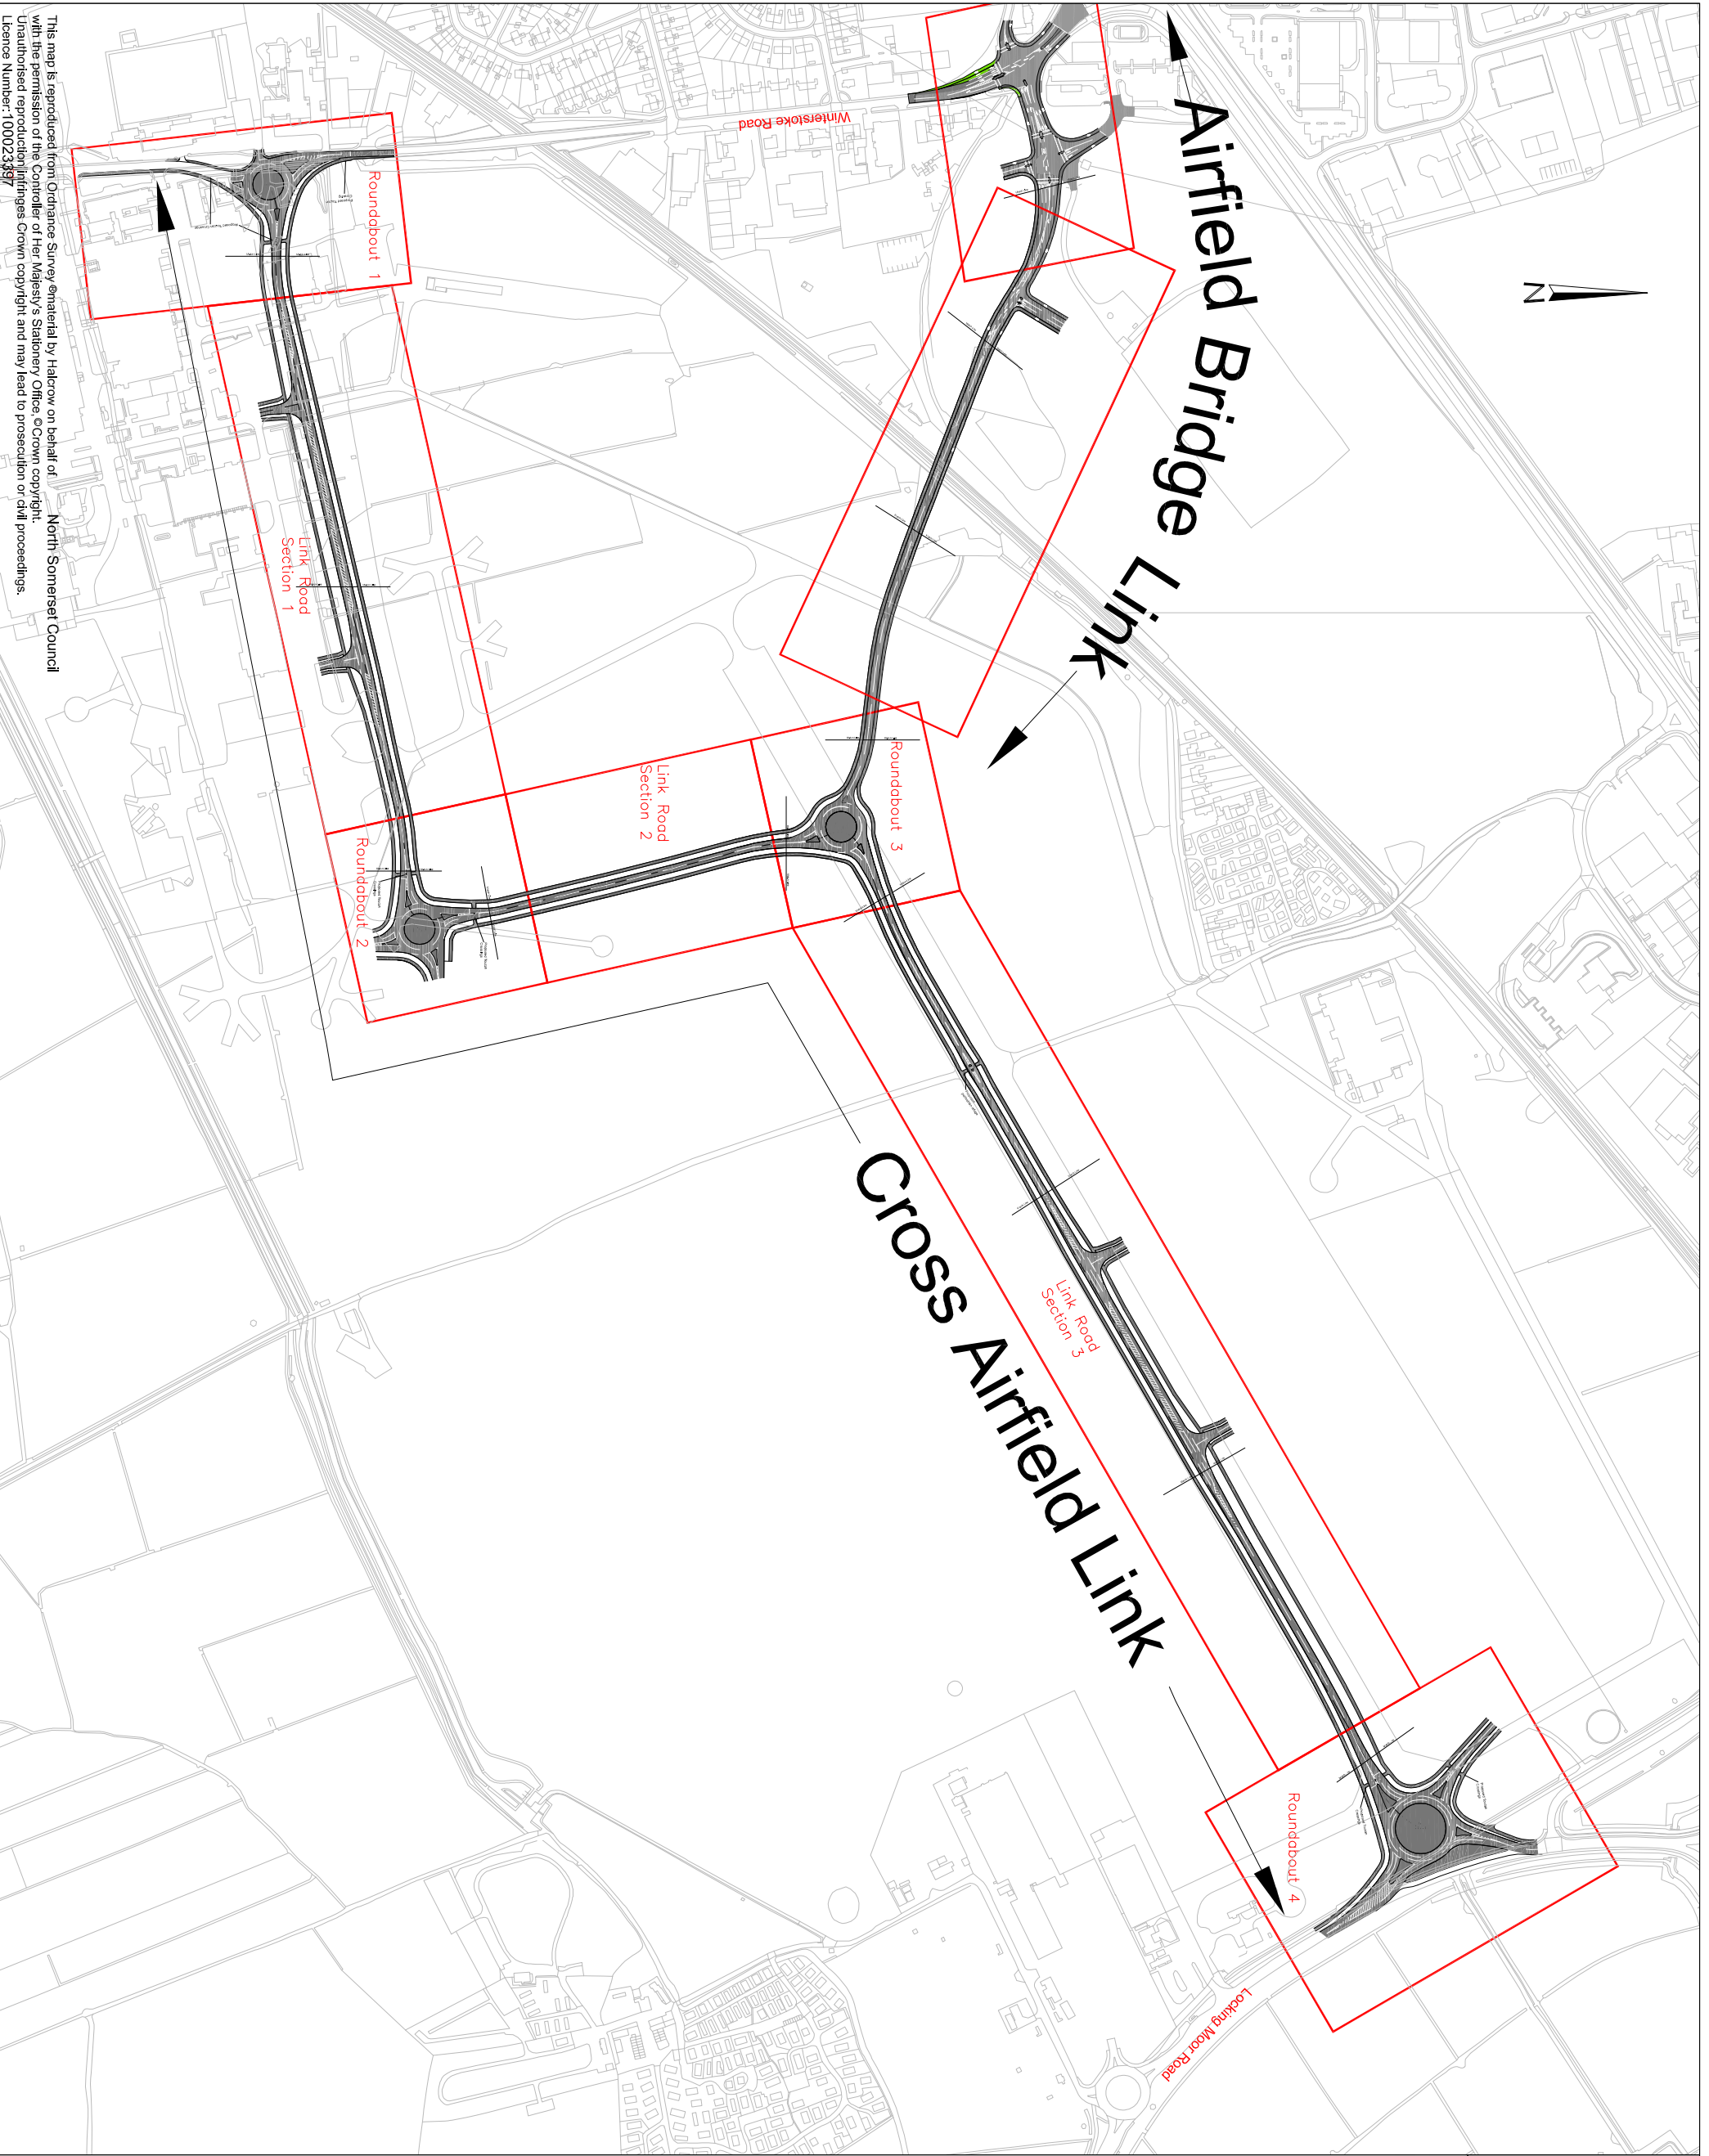 Airfield Bridge Link
N
Winterstoke Road
Roundabout 1
Link Road
Section 1
Roundabout 2
Link Road
Section 2
Roundabout 3
Link Road
Section 3
Cross Airfield Link
Roundabout 4
Locking Moor Road
This map is reproduced from Ordnance Survey® material by Halcrow on behalf of North Somerset Council
with the permission of the Controller of Her Majesty's Stationery Office, © Crown copyright.
Unauthorised reproduction infringes Crown copyright and may lead to prosecution or civil proceedings.
Licence Number:100023397